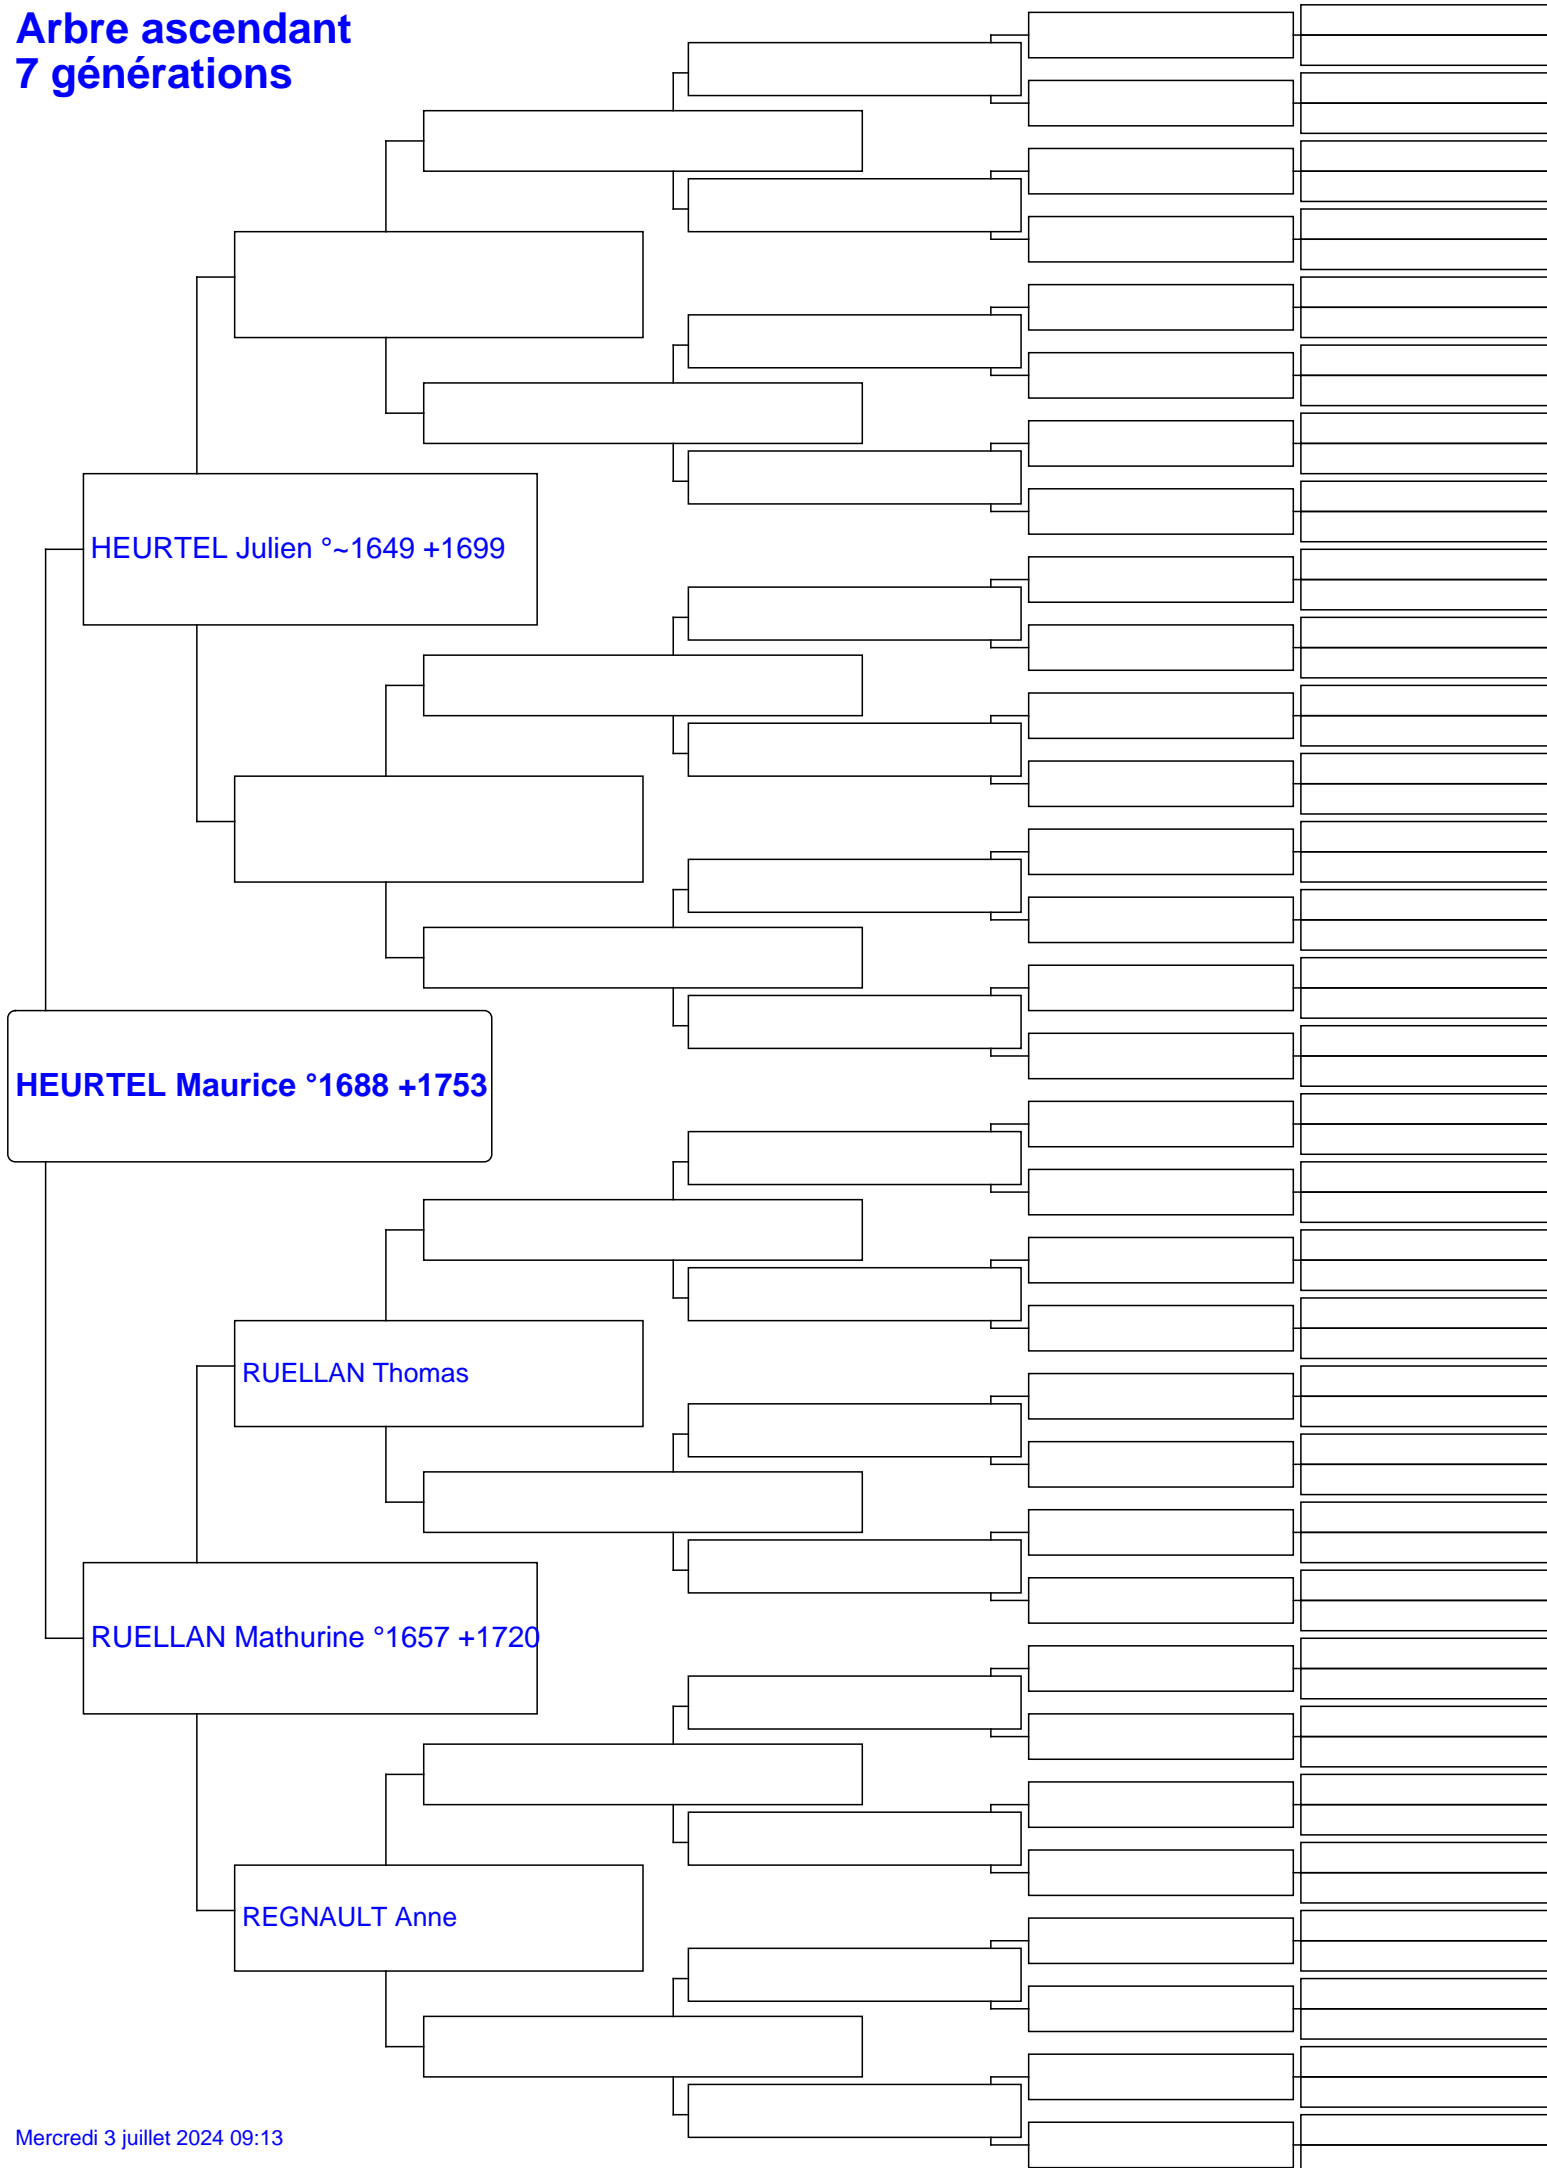 Arbre ascendant
7 générations
HEURTEL Julien °~1649 +1699
HEURTEL Maurice °1688 +1753
RUELLAN Thomas
RUELLAN Mathurine °1657 +1720
REGNAULT Anne
Mercredi 3 juillet 2024 09:13